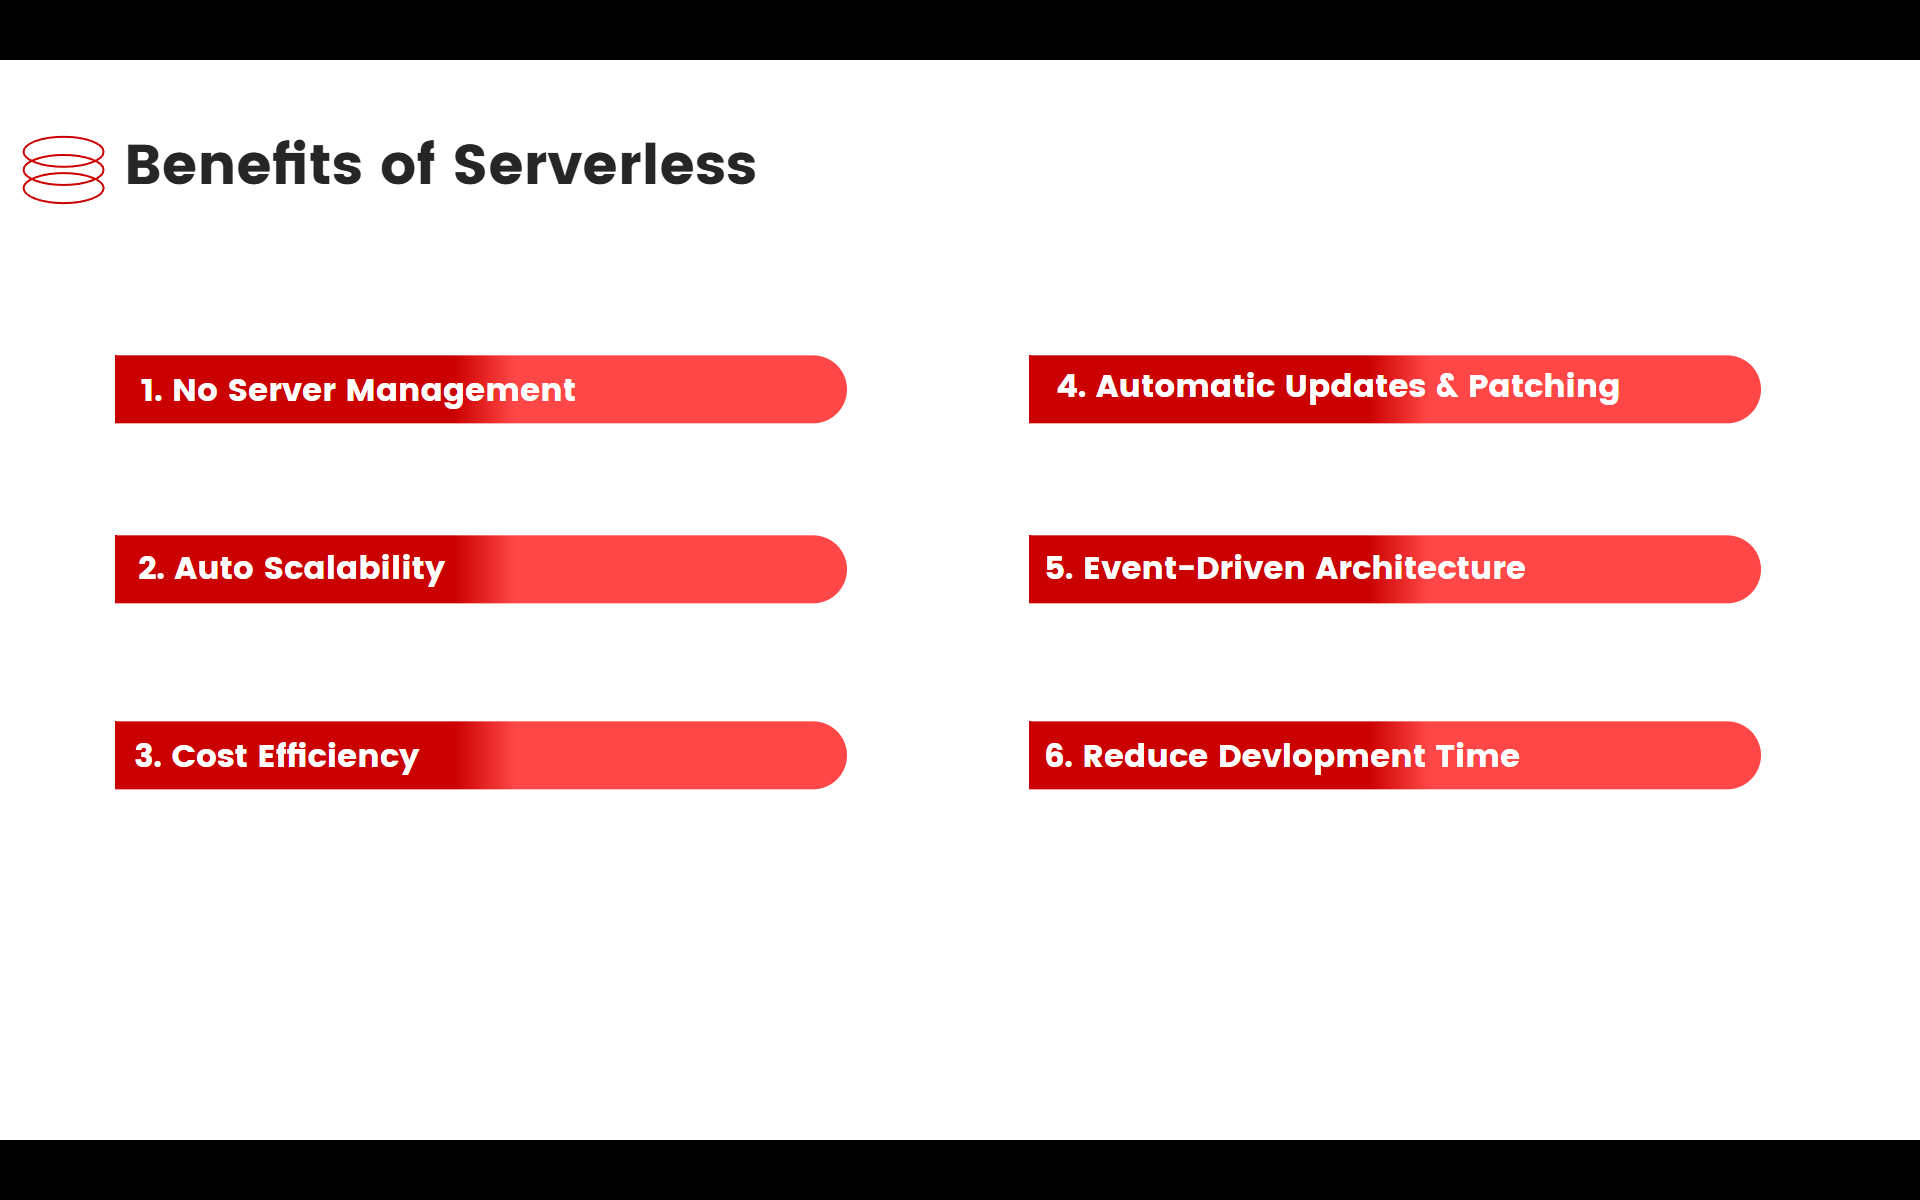 Benefits of Serverless
1. No Server Management
2. Auto Scalability
3. Cost Efficiency
4. Automatic Updates & Patching
5. Event-Driven Architecture
6. Reduce Devlopment Time